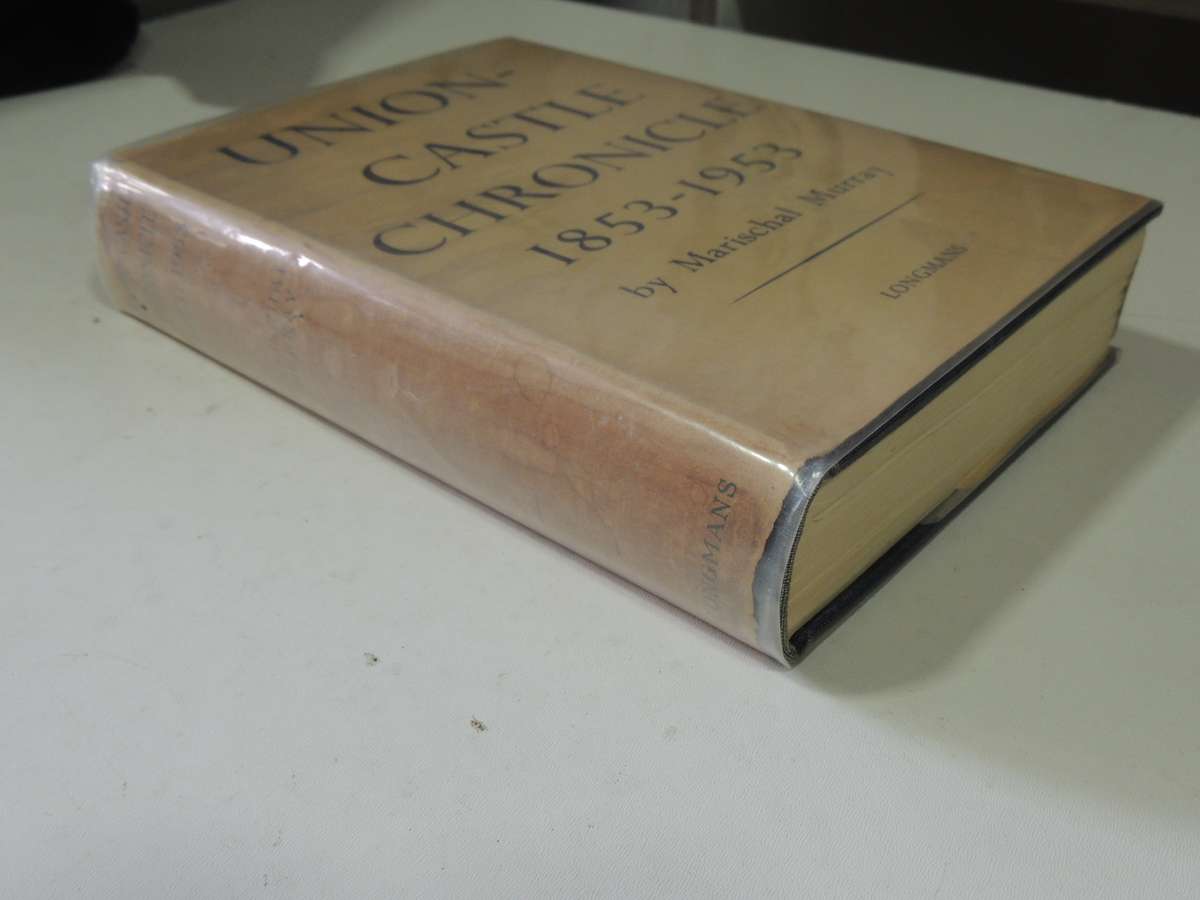 UNION-
CASTLE
CHRONICLE
1853-1953
by Marischal Murray
LONGMANS
LONGMANS